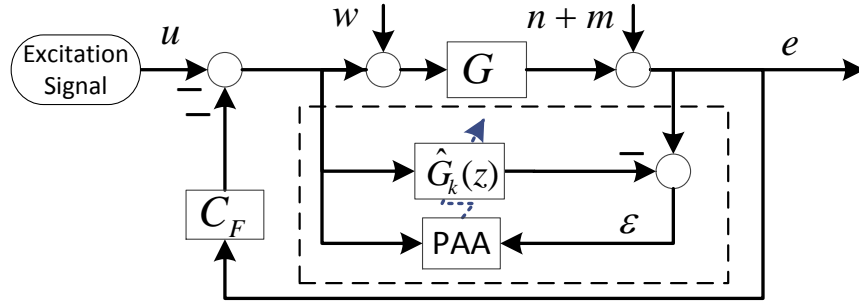 Excitation
Signal
u
w
n + m
e
G
−
−
Ĝ_k(z)
−
C_F
PAA
ε